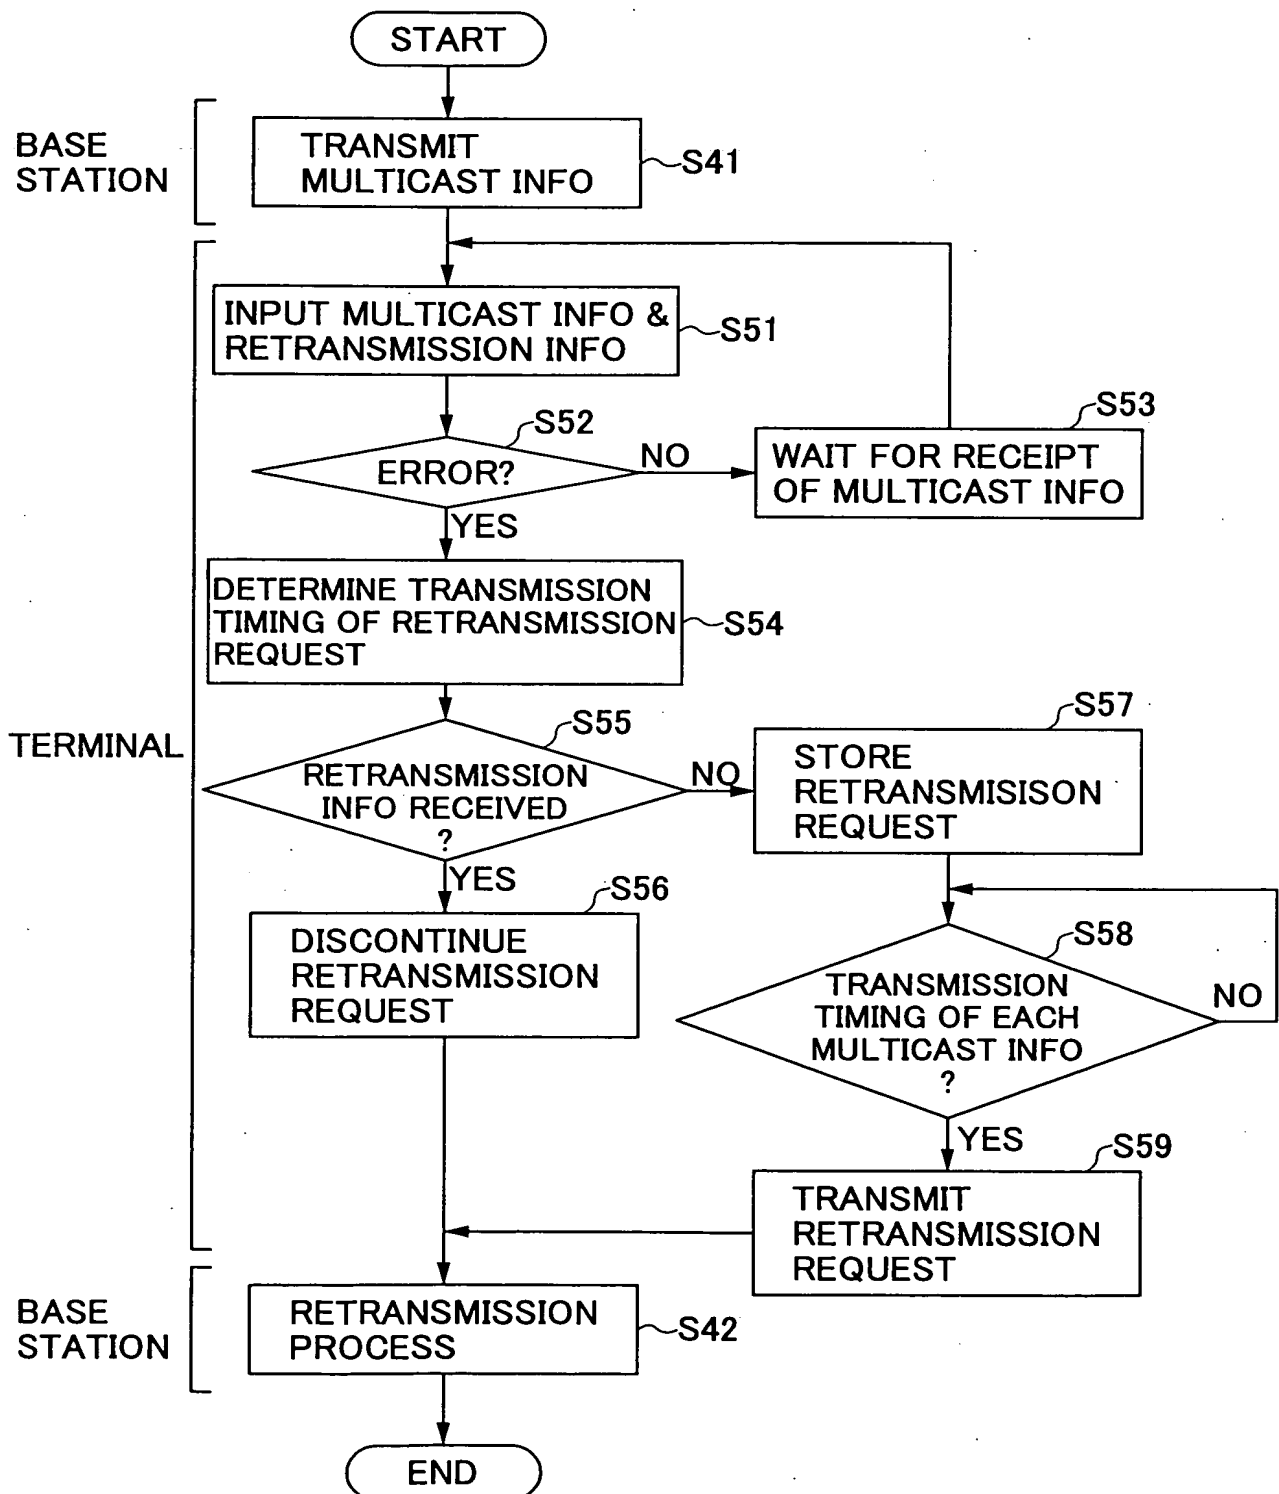 START
BASE
STATION
TRANSMIT
MULTICAST INFO
S41
INPUT MULTICAST INFO &
RETRANSMISSION INFO
S51
S52
ERROR?
NO
S53
WAIT FOR RECEIPT
OF MULTICAST INFO
YES
DETERMINE TRANSMISSION
TIMING OF RETRANSMISSION
REQUEST
S54
TERMINAL
S55
RETRANSMISSION
INFO RECEIVED
?
NO
S57
STORE
RETRANSMISISON
REQUEST
YES
S56
DISCONTINUE
RETRANSMISSION
REQUEST
S58
TRANSMISSION
TIMING OF EACH
MULTICAST INFO
?
NO
YES
S59
TRANSMIT
RETRANSMISSION
REQUEST
BASE
STATION
RETRANSMISSION
PROCESS
S42
END